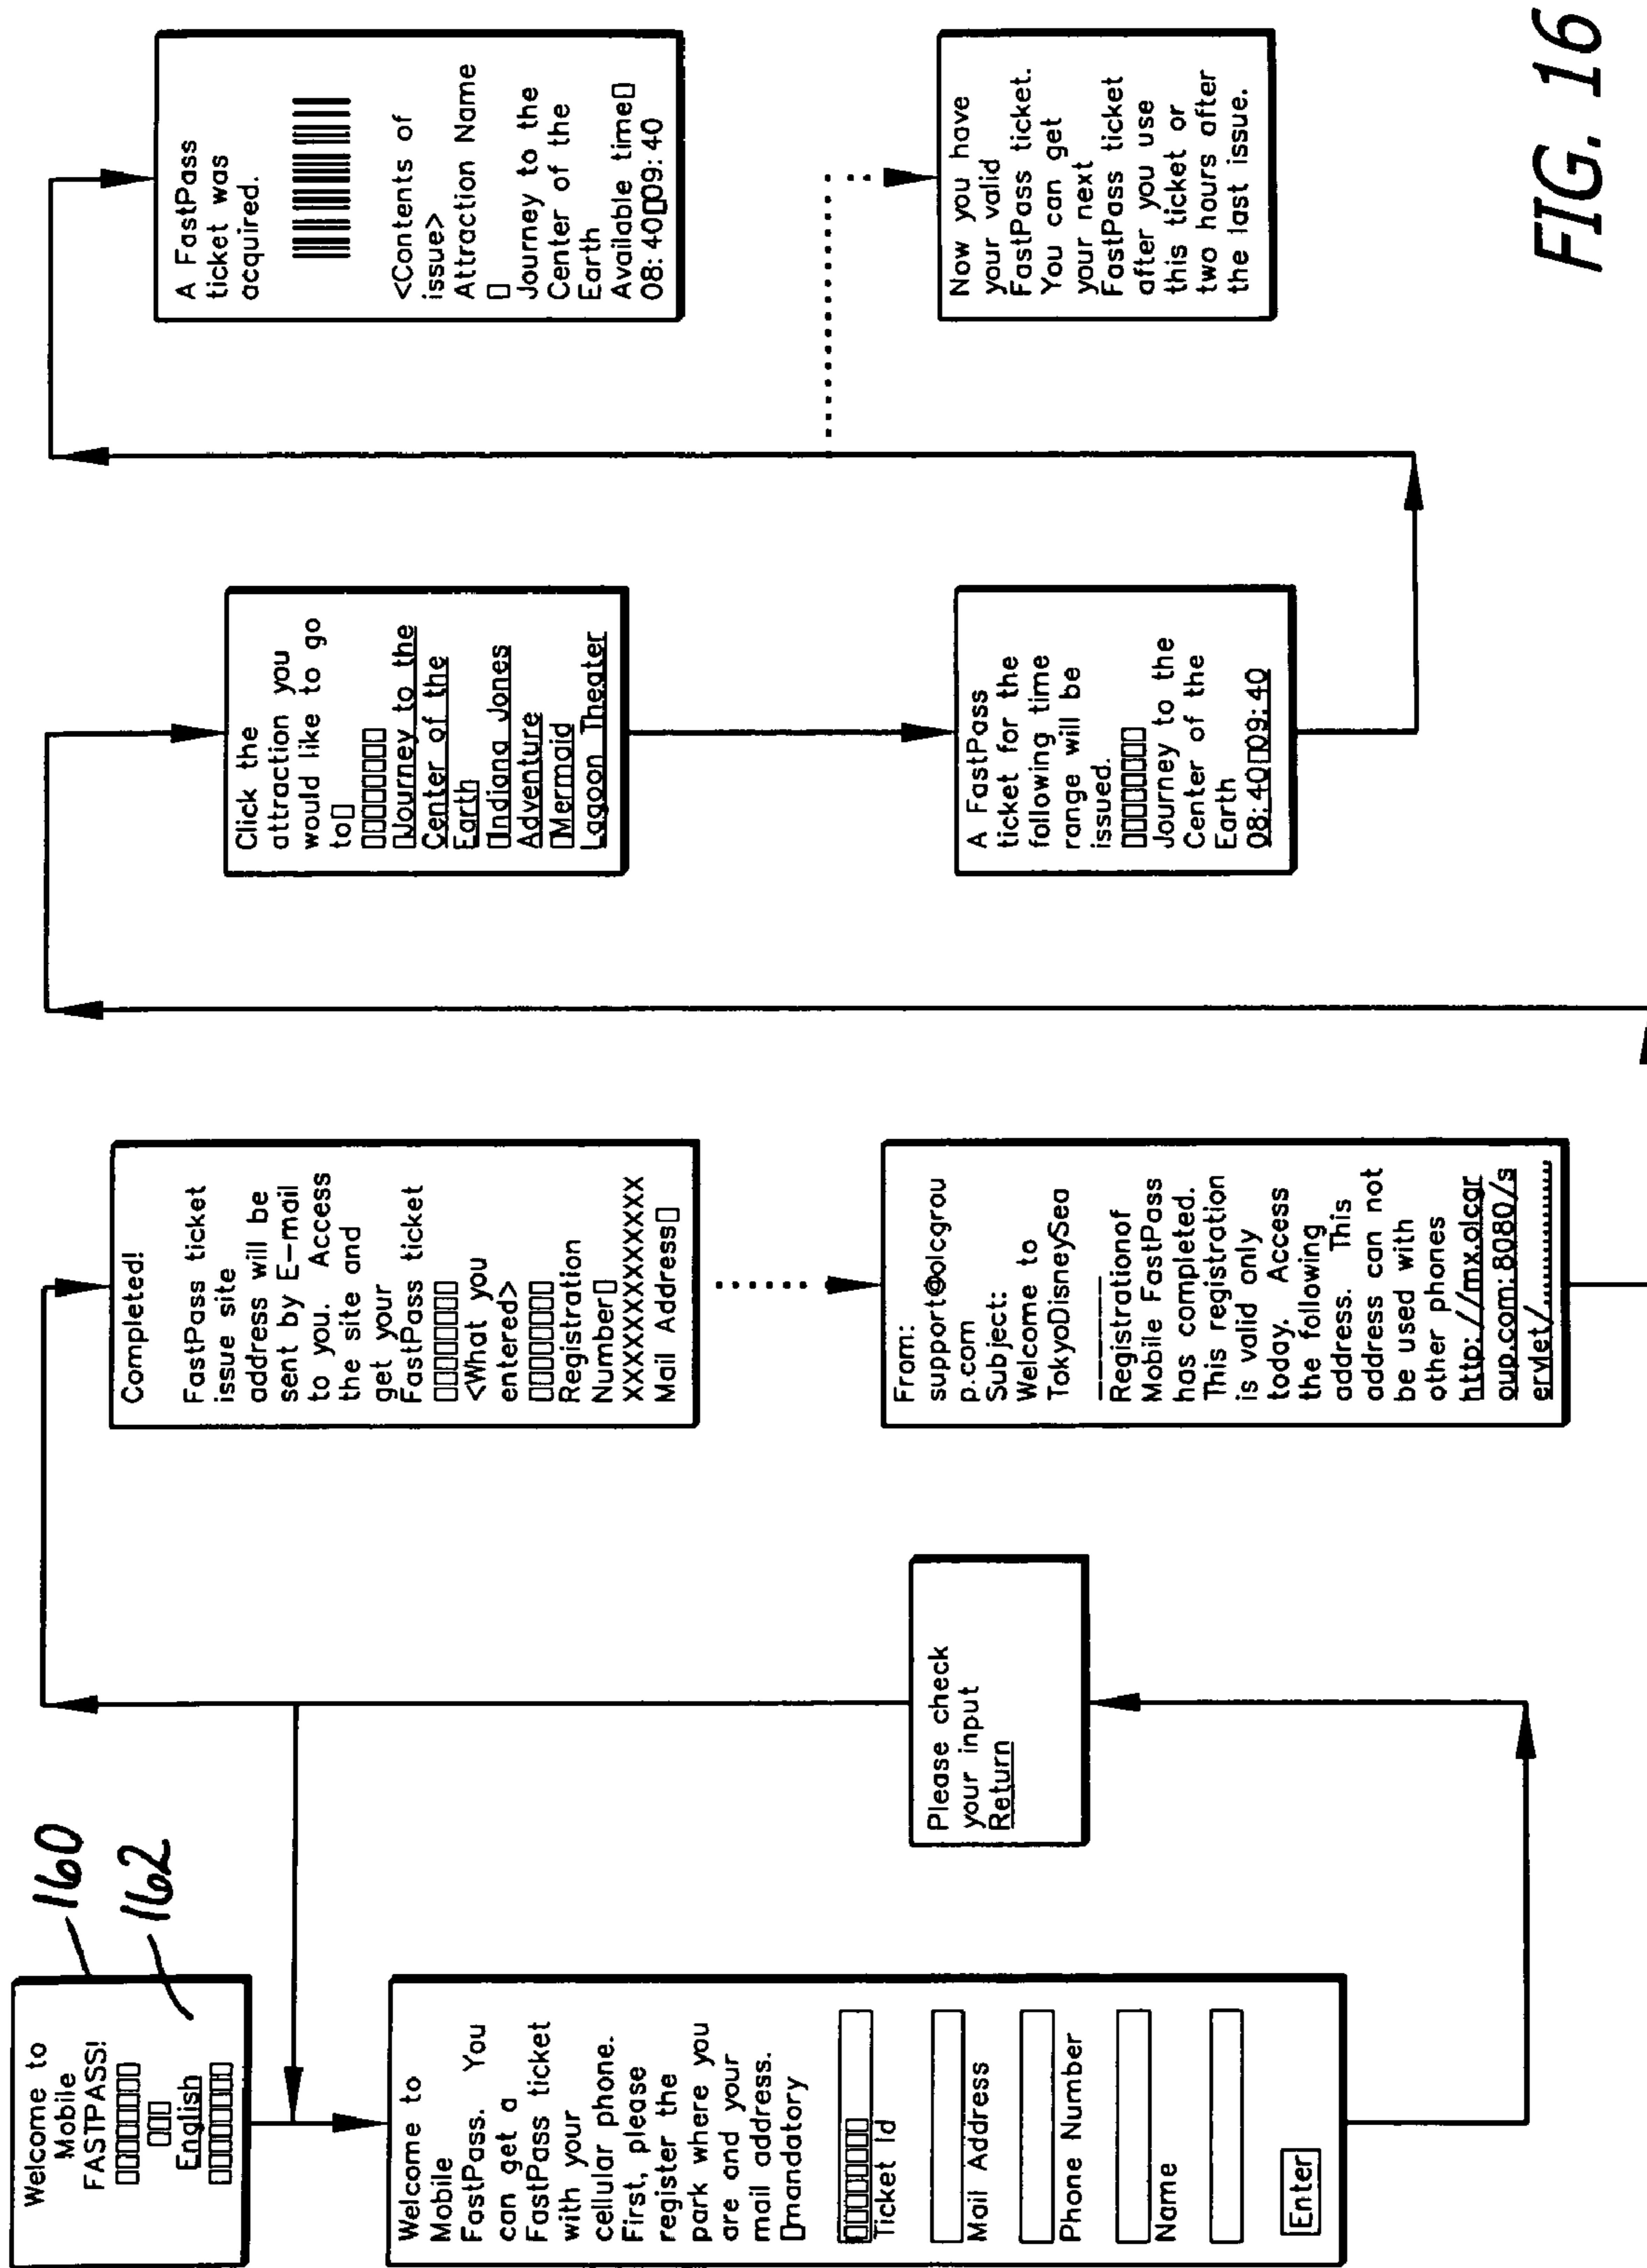 Welcome to
Mobile
FASTPASS!
▯▯▯▯▯▯▯▯
▯▯▯
English
▯▯▯▯▯▯▯▯
160
162
Welcome to
Mobile
FastPass. You
can get a
FastPass ticket
with your
cellular phone.
First, please
register the
park where you
are and your
mail address.
▯mandatory
▯▯▯▯▯▯▯▯
Ticket Id
Mail Address
Phone Number
Name
Enter
Please check
your input
Return
Completed!
FastPass ticket
issue site
address will be
sent by E-mail
to you. Access
the site and
get your
FastPass ticket
▯▯▯▯▯▯▯▯
<What you
entered>
▯▯▯▯▯▯▯▯
Registration
Number▯
XXXXXXXXXXXXXXX
Mail Address▯
From:
support@olcgrou
p.com
Subject:
Welcome to
TokyoDisneySea
-------
Registrationof
Mobile FastPass
has completed.
This registration
is valid only
today. Access
the following
address. This
address can not
be used with
other phones
http://mx.olcgr
oup.com:8080/s
ervlet/................
Click the
attraction you
would like to go
to▯
▯▯▯▯▯▯▯▯
▯Journey to the
Center of the
Earth
▯Indiana Jones
Adventure
▯Mermaid
Lagoon Theater
A FastPass
ticket for the
following time
range will be
issued.
▯▯▯▯▯▯▯▯
Journey to the
Center of the
Earth
08:40▯09:40
A FastPass
ticket was
acquired.
<Contents of
issue>
Attraction Name
▯
Journey to the
Center of the
Earth
Available time▯
08:40▯09:40
Now you have
your valid
FastPass ticket.
You can get
your next
FastPass ticket
after you use
this ticket or
two hours after
the last issue.
FIG. 16